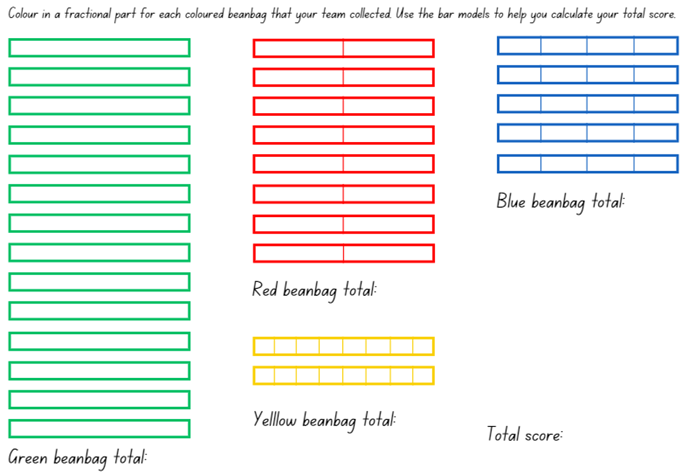 Colour in a fractional part for each coloured beanbag that your team collected. Use the bar models to help you calculate your total score.
Blue beanbag total:
Red beanbag total:
Yelllow beanbag total:
Total score:
Green beanbag total: